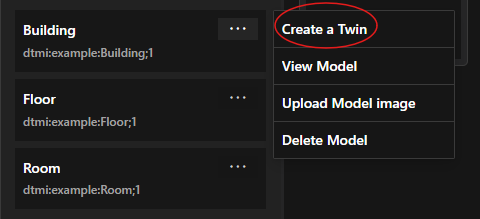 Building
...
dtmi:example:Building;1
Floor
...
dtmi:example:Floor;1
Room
...
dtmi:example:Room;1
Create a Twin
View Model
Upload Model image
Delete Model